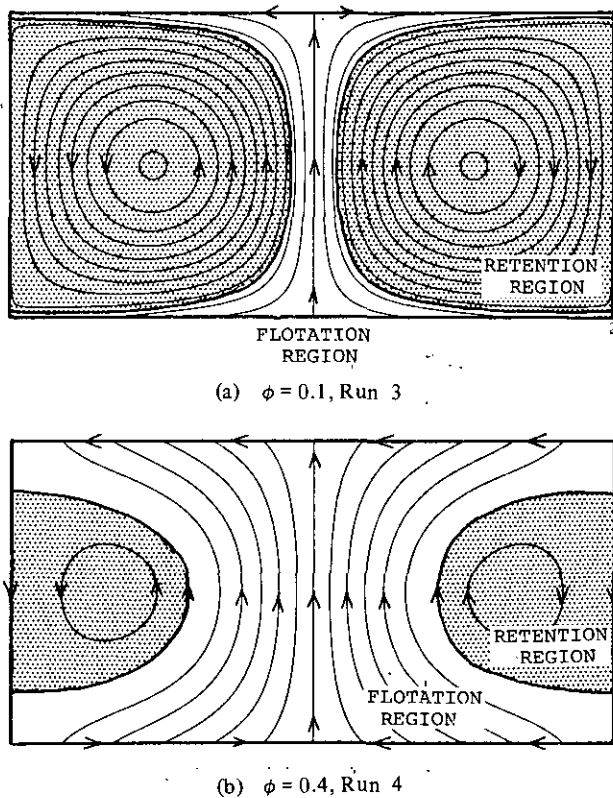 RETENTION
REGION
FLOTATION
REGION
(a) ϕ = 0.1, Run 3
RETENTION
REGION
FLOTATION
REGION
(b) ϕ = 0.4, Run 4